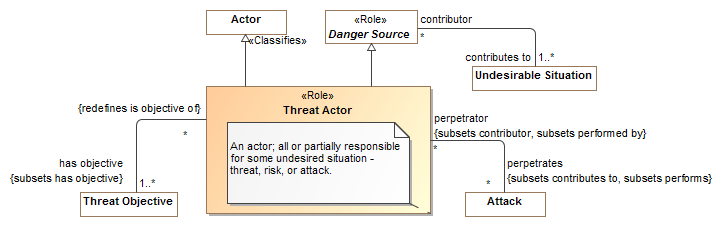 Actor
«Classifies»
«Role»
Danger Source
contributor
*
contributes to
1..*
Undesirable Situation
«Role»
Threat Actor
An actor; all or partially responsible
for some undesired situation -
threat, risk, or attack.
{redefines is objective of}
*
has objective
{subsets has objective}
1..*
Threat Objective
perpetrator
{subsets contributor, subsets performed by}
*
perpetrates
{subsets contributes to, subsets performs}
*
Attack